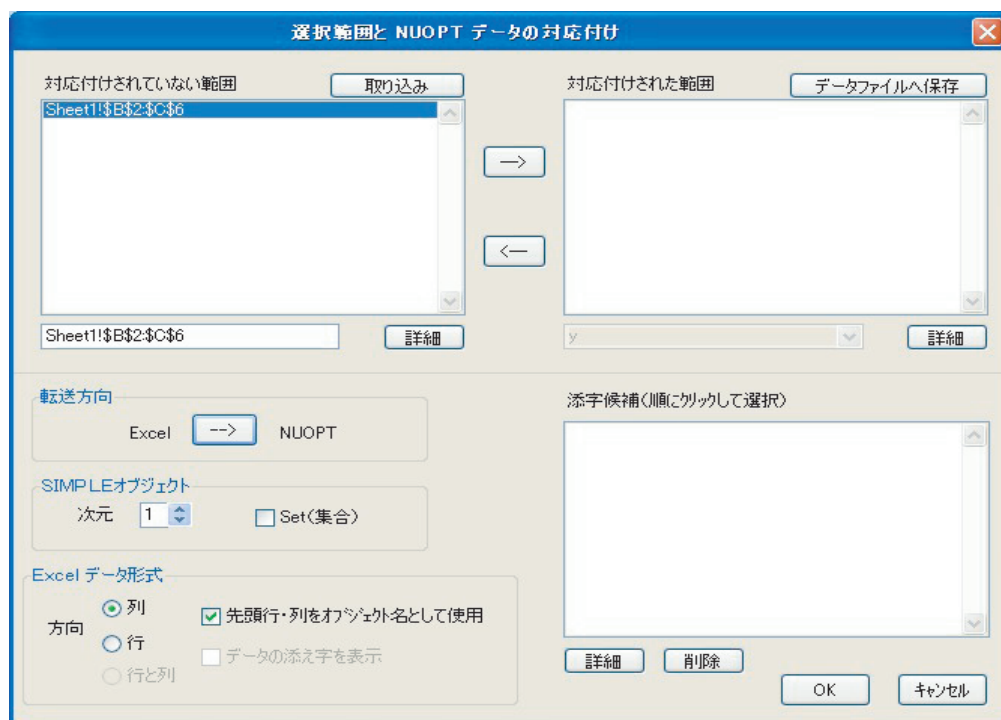 選択範囲と NUOPT データの対応付け
対応付けされていない範囲
取り込み
対応付けされた範囲
データファイルへ保存
Sheet1!$B$2:$C$6
-->
<--
Sheet1!$B$2:$C$6
詳細
y
詳細
転送方向
Excel
-->
NUOPT
添字候補(順にクリックして選択)
SIMPLEオブジェクト
次元
1
Set(集合)
Excel データ形式
方向
列
行
行と列
先頭行・列をオブジェクト名として使用
データの添え字を表示
詳細
削除
OK
キャンセル